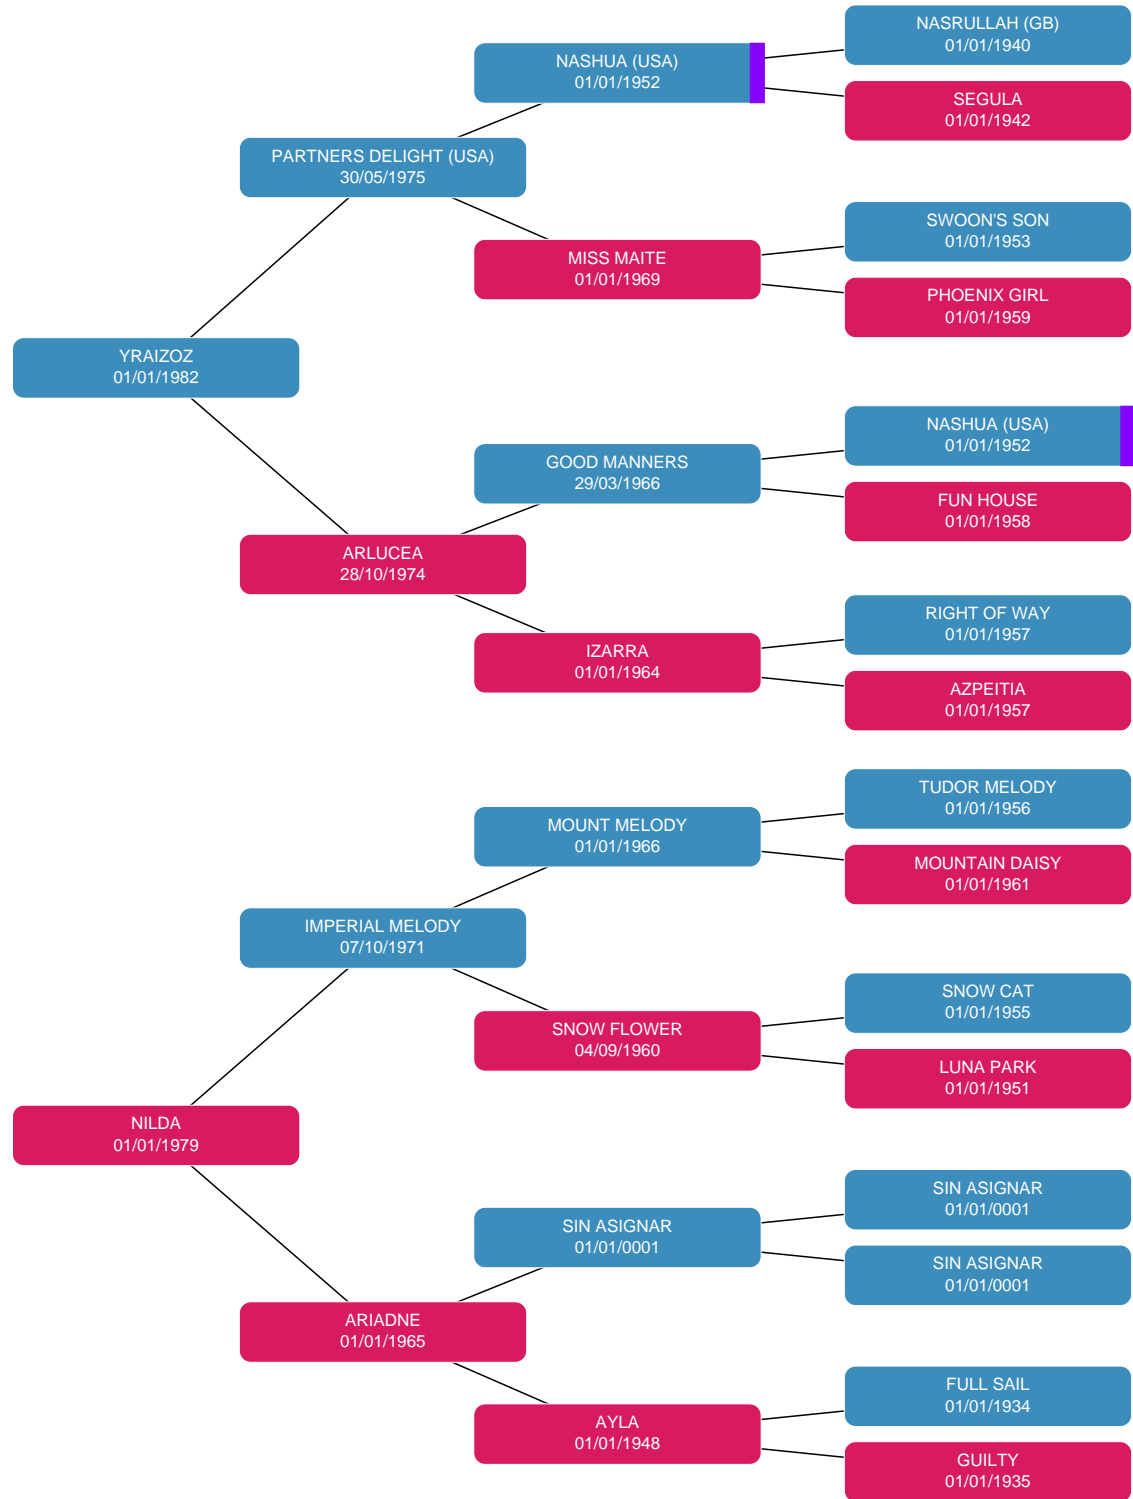 NASRULLAH (GB)
01/01/1940
NASHUA (USA)
01/01/1952
SEGULA
01/01/1942
PARTNERS DELIGHT (USA)
30/05/1975
SWOON'S SON
01/01/1953
MISS MAITE
01/01/1969
PHOENIX GIRL
01/01/1959
YRAIZOZ
01/01/1982
NASHUA (USA)
01/01/1952
GOOD MANNERS
29/03/1966
FUN HOUSE
01/01/1958
ARLUCEA
28/10/1974
RIGHT OF WAY
01/01/1957
IZARRA
01/01/1964
AZPEITIA
01/01/1957
TUDOR MELODY
01/01/1956
MOUNT MELODY
01/01/1966
MOUNTAIN DAISY
01/01/1961
IMPERIAL MELODY
07/10/1971
SNOW CAT
01/01/1955
SNOW FLOWER
04/09/1960
LUNA PARK
01/01/1951
NILDA
01/01/1979
SIN ASIGNAR
01/01/0001
SIN ASIGNAR
01/01/0001
SIN ASIGNAR
01/01/0001
ARIADNE
01/01/1965
FULL SAIL
01/01/1934
AYLA
01/01/1948
GUILTY
01/01/1935